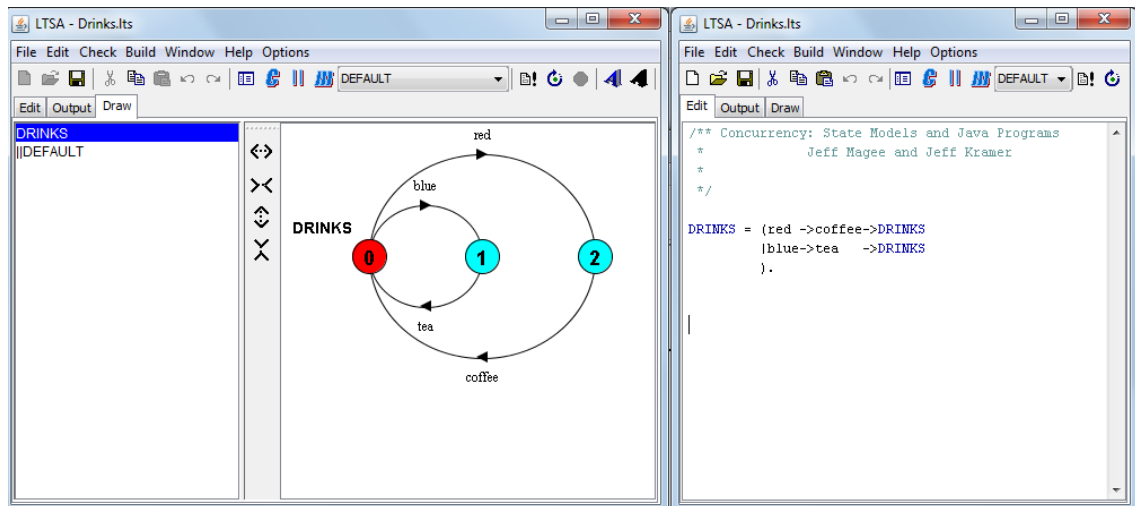 LTSA - Drinks.lts
File Edit Check Build Window Help Options
DEFAULT
Edit Output Draw
DRINKS
||DEFAULT
red
blue
DRINKS
0
1
2
tea
coffee
LTSA - Drinks.lts
File Edit Check Build Window Help Options
DEFAULT
Edit Output Draw
/** Concurrency: State Models and Java Programs
* Jeff Magee and Jeff Kramer
*
*/
DRINKS = (red ->coffee->DRINKS
|blue->tea ->DRINKS
).